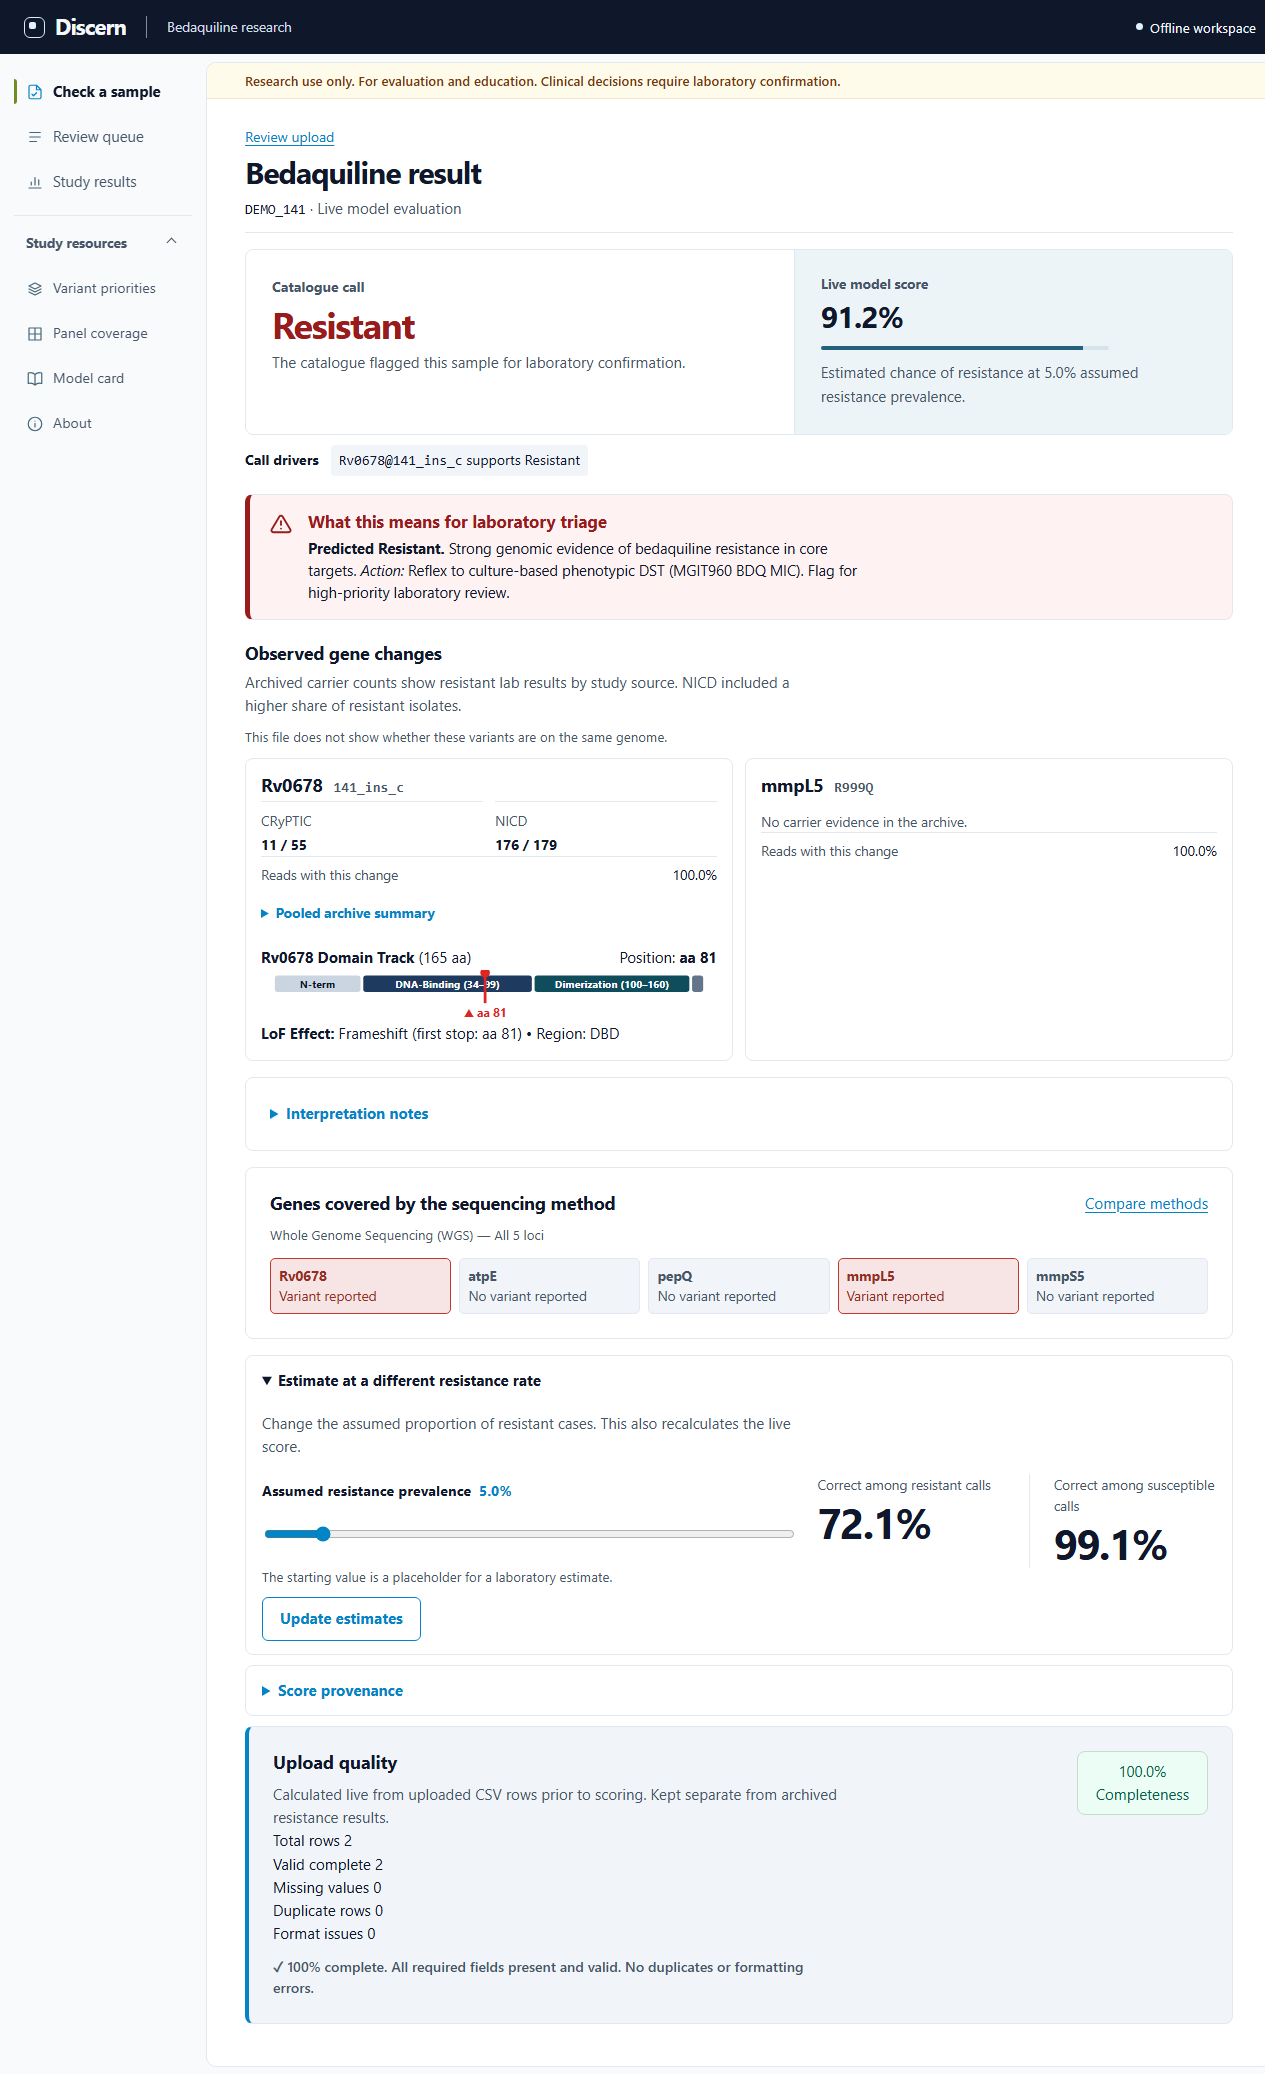 Discern
Bedaquiline research
Offline workspace
Check a sample
Review queue
Study results
Study resources
Variant priorities
Panel coverage
Model card
About
Research use only. For evaluation and education. Clinical decisions require laboratory confirmation.
Review upload
Bedaquiline result
DEMO_141 · Live model evaluation
Catalogue call
Resistant
The catalogue flagged this sample for laboratory confirmation.
Live model score
91.2%
Estimated chance of resistance at 5.0% assumed
resistance prevalence.
Call drivers
Rv0678@141_ins_c supports Resistant
What this means for laboratory triage
Predicted Resistant. Strong genomic evidence of bedaquiline resistance in core
targets. Action: Reflex to culture-based phenotypic DST (MGIT960 BDQ MIC). Flag for
high-priority laboratory review.
Observed gene changes
Archived carrier counts show resistant lab results by study source. NICD included a
higher share of resistant isolates.
This file does not show whether these variants are on the same genome.
Rv0678 141_ins_c
CRyPTIC
11 / 55
NICD
176 / 179
Reads with this change 100.0%
▶ Pooled archive summary
Rv0678 Domain Track (165 aa) Position: aa 81
N-term
DNA-Binding (34–99)
Dimerization (100–160)
▲ aa 81
LoF Effect: Frameshift (first stop: aa 81) • Region: DBD
mmpL5 R999Q
No carrier evidence in the archive.
Reads with this change 100.0%
▶ Interpretation notes
Genes covered by the sequencing method
Compare methods
Whole Genome Sequencing (WGS) — All 5 loci
Rv0678
Variant reported
atpE
No variant reported
pepQ
No variant reported
mmpL5
Variant reported
mmpS5
No variant reported
▼ Estimate at a different resistance rate
Change the assumed proportion of resistant cases. This also recalculates the live
score.
Assumed resistance prevalence 5.0%
The starting value is a placeholder for a laboratory estimate.
Update estimates
Correct among resistant calls
72.1%
Correct among susceptible
calls
99.1%
▶ Score provenance
Upload quality
Calculated live from uploaded CSV rows prior to scoring. Kept separate from archived
resistance results.
Total rows 2
Valid complete 2
Missing values 0
Duplicate rows 0
Format issues 0
✓ 100% complete. All required fields present and valid. No duplicates or formatting
errors.
100.0%
Completeness